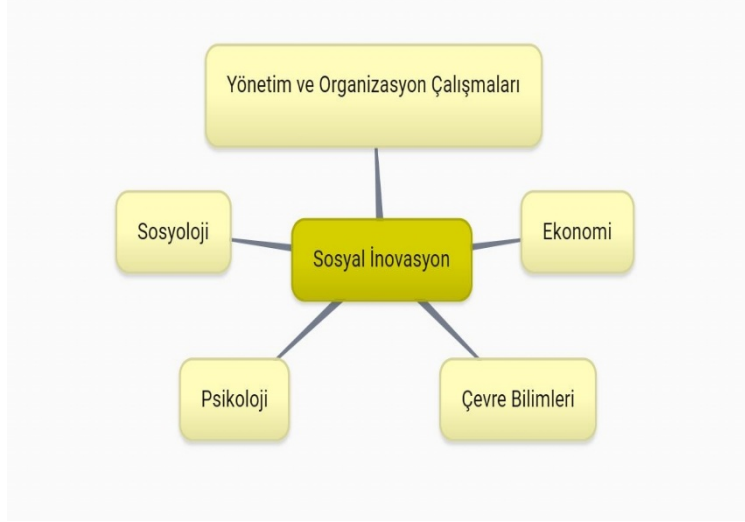 Yönetim ve Organizasyon Çalışmaları
Sosyoloji
Ekonomi
Sosyal İnovasyon
Psikoloji
Çevre Bilimleri